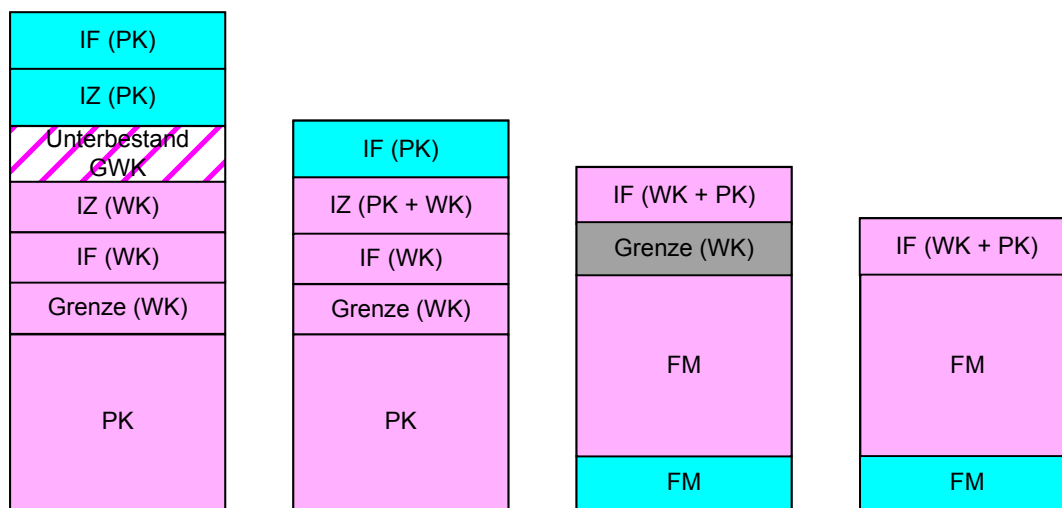 IF (PK)
IZ (PK)
Unterbestand
GWK
IZ (WK)
IF (WK)
Grenze (WK)
PK
IF (PK)
IZ (PK + WK)
IF (WK)
Grenze (WK)
PK
IF (WK + PK)
Grenze (WK)
FM
FM
IF (WK + PK)
FM
FM